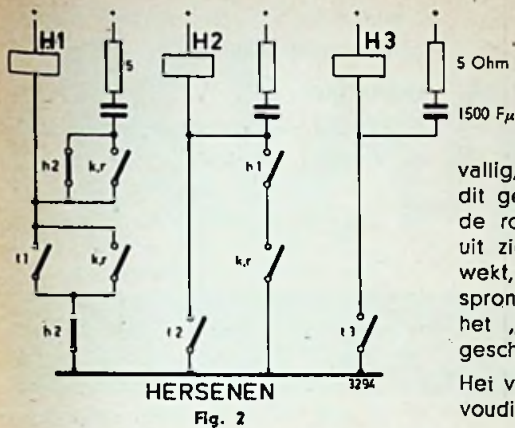 + + + + + +
H1 H2 H3
5
5 Ohm
1500 Fμ
h2 k,r h1
t1 k,r k,r
h2 t2 t3
3294
HERSENEN
Fig. 2
vallig,
dit ge
de ro
uit zi
wekt,
spron
het „
gesch
Hei v
voudi